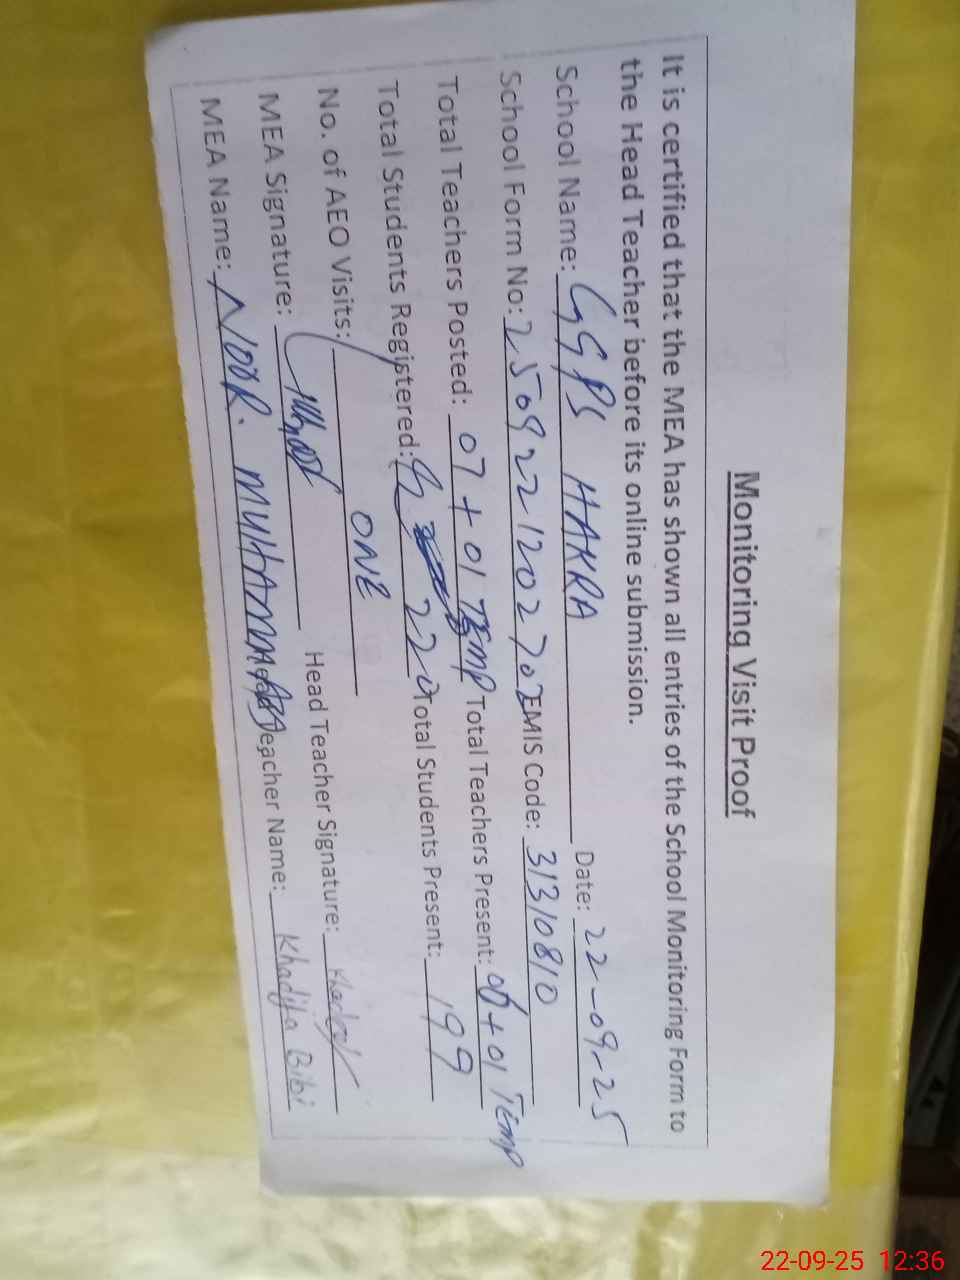 Monitoring Visit Proof
It is certified that the MEA has shown all entries of the School Monitoring Form to
the Head Teacher before its online submission.
School Name: GGPS HAKRA Date: 22-09-25
School Form No: 2509221202702 EMIS Code: 31310810
Total Teachers Posted: 07 + 01 TEMP Total Teachers Present: 06 + 01 Temp
Total Students Registered: 220 Total Students Present: 199
No. of AEO Visits: ONE
MEA Signature: Head Teacher Signature:
MEA Name: NOOR. MUHAMMAD Head Teacher Name: Khadija Bibi
22-09-25 12:36